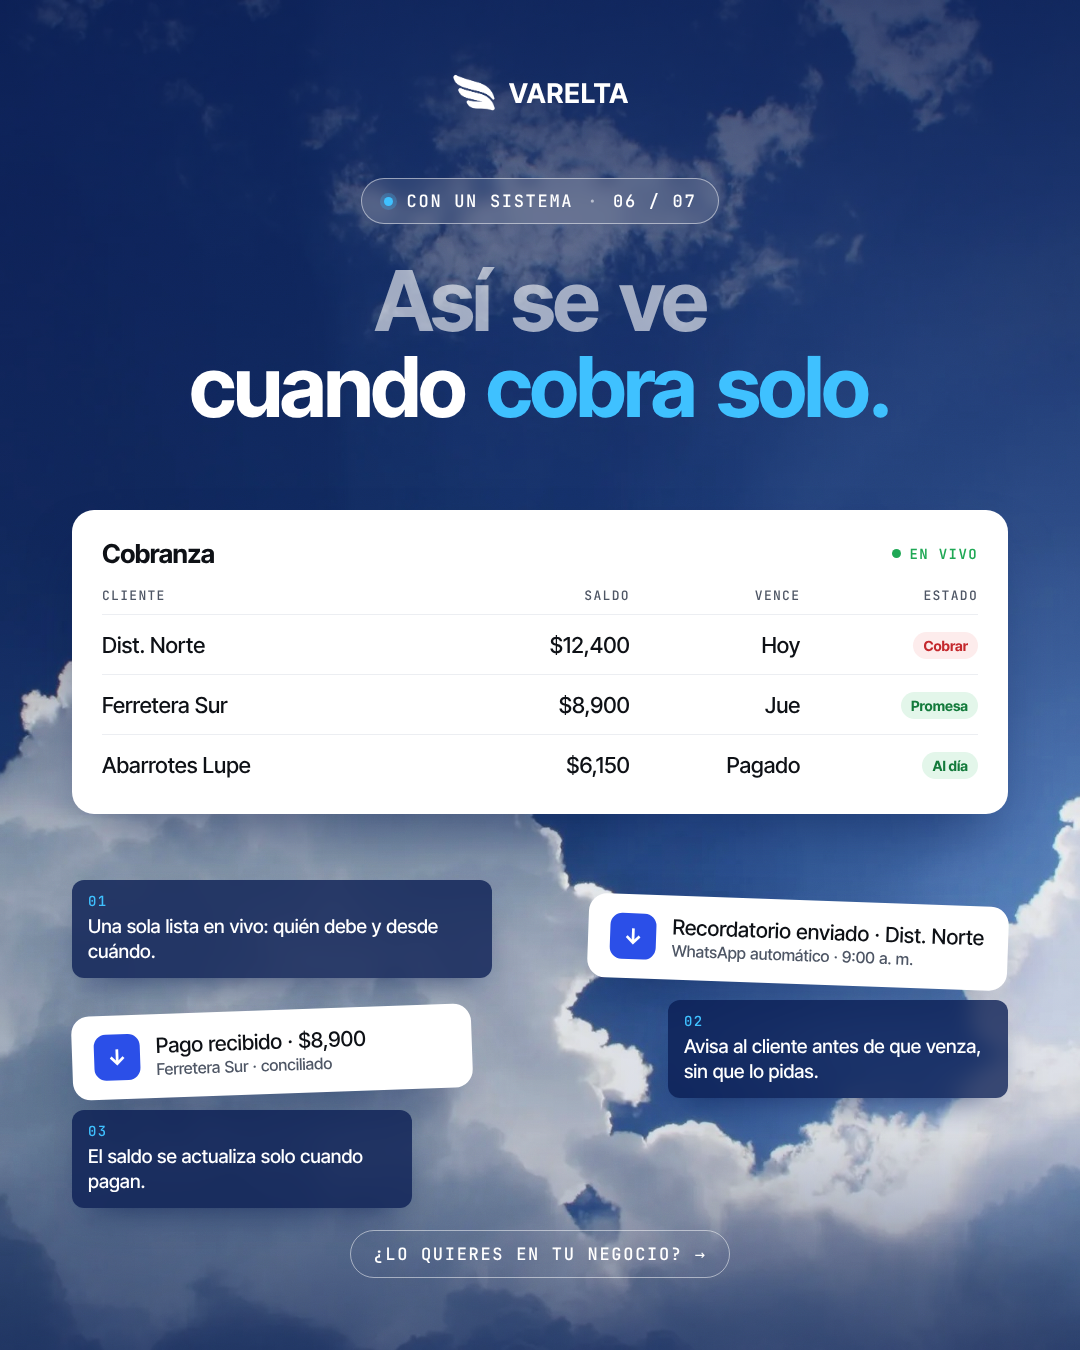 VARELTA
CON UN SISTEMA · 06 / 07
Así se ve
cuando cobra solo.
Cobranza
EN VIVO
CLIENTE SALDO VENCE ESTADO
Dist. Norte $12,400 Hoy Cobrar
Ferretera Sur $8,900 Jue Promesa
Abarrotes Lupe $6,150 Pagado Al día
01
Una sola lista en vivo: quién debe y desde
cuándo.
Recordatorio enviado · Dist. Norte
WhatsApp automático · 9:00 a. m.
Pago recibido · $8,900
Ferretera Sur · conciliado
02
Avisa al cliente antes de que venza,
sin que lo pidas.
03
El saldo se actualiza solo cuando
pagan.
¿LO QUIERES EN TU NEGOCIO? →